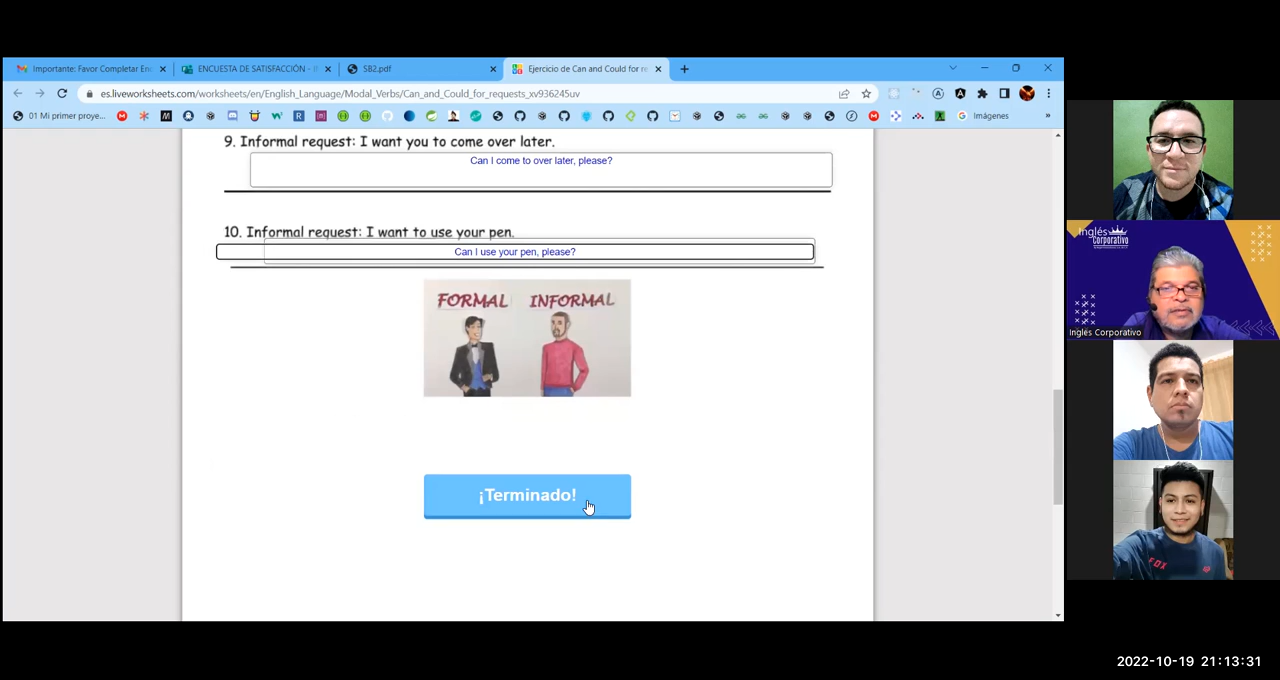 Importante: Favor Completar Enc
ENCUESTA DE SATISFACCIÓN - I
SB2.pdf
Ejercicio de Can and Could for re
es.liveworksheets.com/worksheets/en/English_Language/Modal_Verbs/Can_and_Could_for_requests_xv936245uv
01 Mi primer proye...
Imágenes
9. Informal request: I want you to come over later.
Can I come to over later, please?
10. Informal request: I want to use your pen.
Can I use your pen, please?
FORMAL INFORMAL
¡Terminado!
Inglés
Corporativo
Inglés Corporativo
FOX
2022-10-19 21:13:31